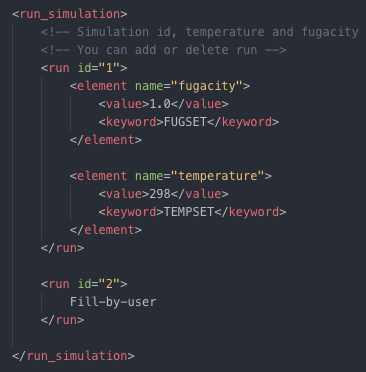 <run_simulation>
<!-- Simulation id, temperature and fugacity
<!-- You can add or delete run -->
<run id="1">
<element name="fugacity">
<value>1.0</value>
<keyword>FUGSET</keyword>
</element>
<element name="temperature">
<value>298</value>
<keyword>TEMPSET</keyword>
</element>
</run>
<run id="2">
Fill-by-user
</run>
</run_simulation>